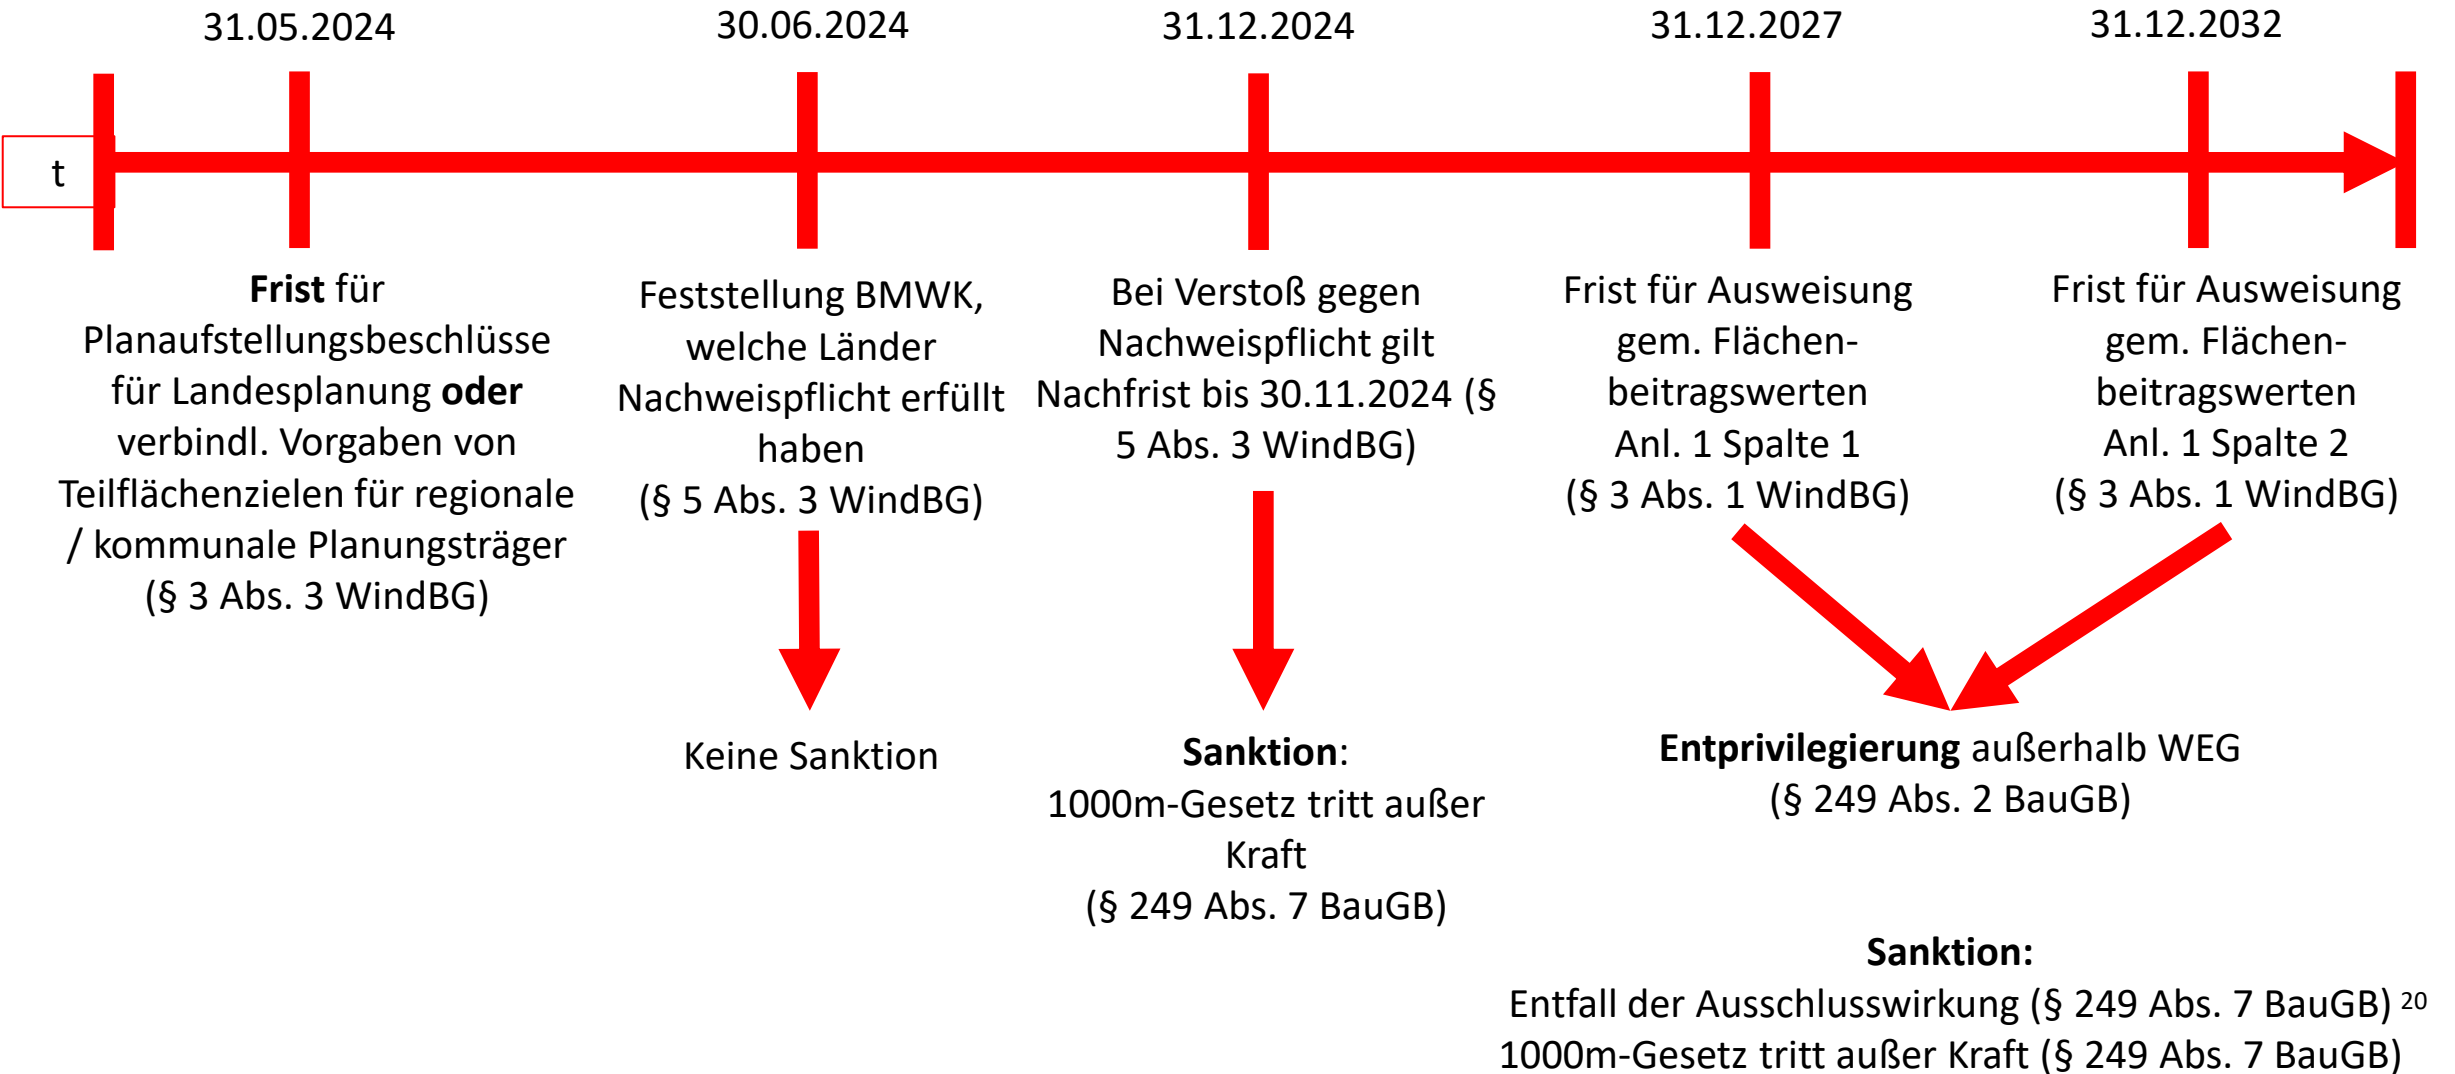 31.05.2024
30.06.2024
31.12.2024
31.12.2027
31.12.2032
t
Frist für
Planaufstellungsbeschlüsse
für Landesplanung oder
verbindl. Vorgaben von
Teilflächenzielen für regionale
/ kommunale Planungsträger
(§ 3 Abs. 3 WindBG)
Feststellung BMWK,
welche Länder
Nachweispflicht erfüllt
haben
(§ 5 Abs. 3 WindBG)
Bei Verstoß gegen
Nachweispflicht gilt
Nachfrist bis 30.11.2024 (§
5 Abs. 3 WindBG)
Frist für Ausweisung
gem. Flächen-
beitragswerten
Anl. 1 Spalte 1
(§ 3 Abs. 1 WindBG)
Frist für Ausweisung
gem. Flächen-
beitragswerten
Anl. 1 Spalte 2
(§ 3 Abs. 1 WindBG)
Keine Sanktion
Sanktion:
1000m-Gesetz tritt außer
Kraft
(§ 249 Abs. 7 BauGB)
Entprivilegierung außerhalb WEG
(§ 249 Abs. 2 BauGB)
Sanktion:
Entfall der Ausschlusswirkung (§ 249 Abs. 7 BauGB) 20
1000m-Gesetz tritt außer Kraft (§ 249 Abs. 7 BauGB)